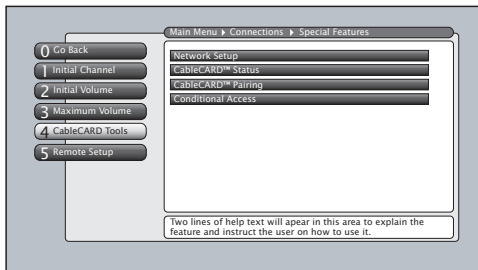 Main Menu ▶ Connections ▶ Special Features
0 Go Back
1 Initial Channel
2 Initial Volume
3 Maximum Volume
4 CableCARD Tools
5 Remote Setup
Network Setup
CableCARD™ Status
CableCARD™ Pairing
Conditional Access
Two lines of help text will apear in this area to explain the
feature and instruct the user on how to use it.